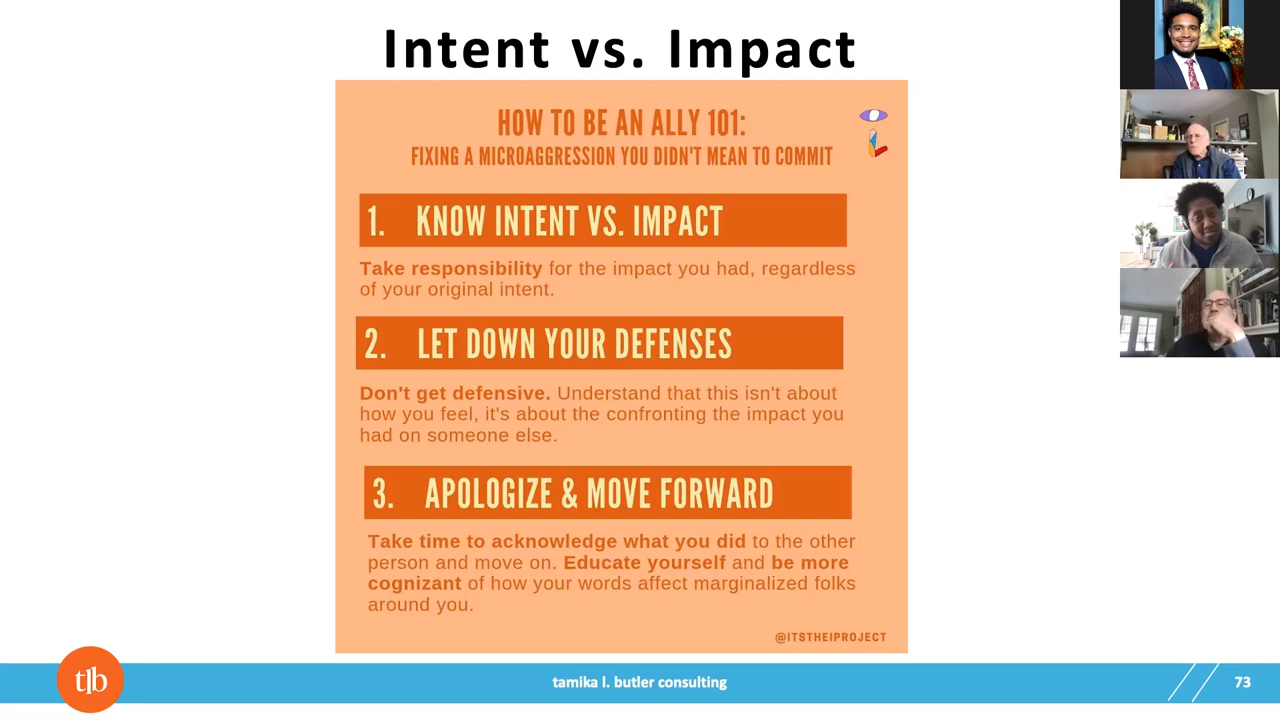 Intent vs. Impact
HOW TO BE AN ALLY 101:
FIXING A MICROAGGRESSION YOU DIDN'T MEAN TO COMMIT
1. KNOW INTENT VS. IMPACT
Take responsibility for the impact you had, regardless
of your original intent.
2. LET DOWN YOUR DEFENSES
Don't get defensive. Understand that this isn't about
how you feel, it's about the confronting the impact you
had on someone else.
3. APOLOGIZE & MOVE FORWARD
Take time to acknowledge what you did to the other
person and move on. Educate yourself and be more
cognizant of how your words affect marginalized folks
around you.
@ITSTHEIPROJECT
tlb
tamika l. butler consulting
73